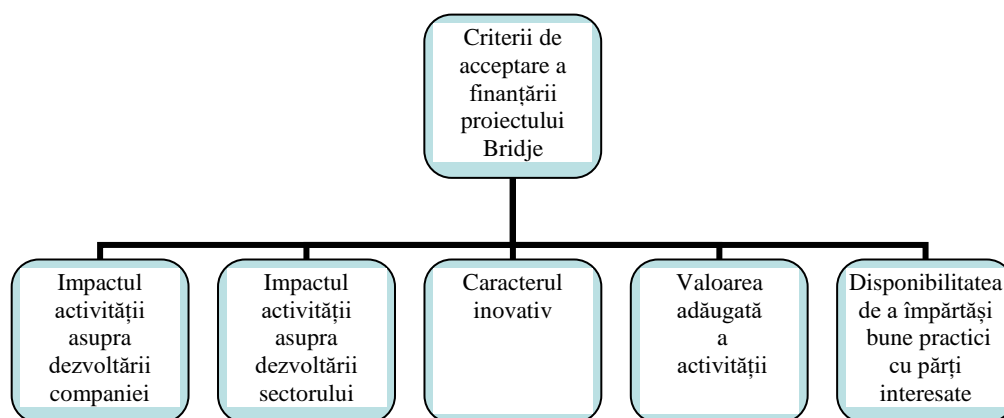 Criterii de
acceptare a
finanțării
proiectului
Bridje
Impactul
activității
asupra
dezvoltării
companiei
Impactul
activității
asupra
dezvoltării
sectorului
Caracterul
inovativ
Valoarea
adăugată
a
activității
Disponibilitatea
de a împărtăși
bune practici
cu părți
interesate